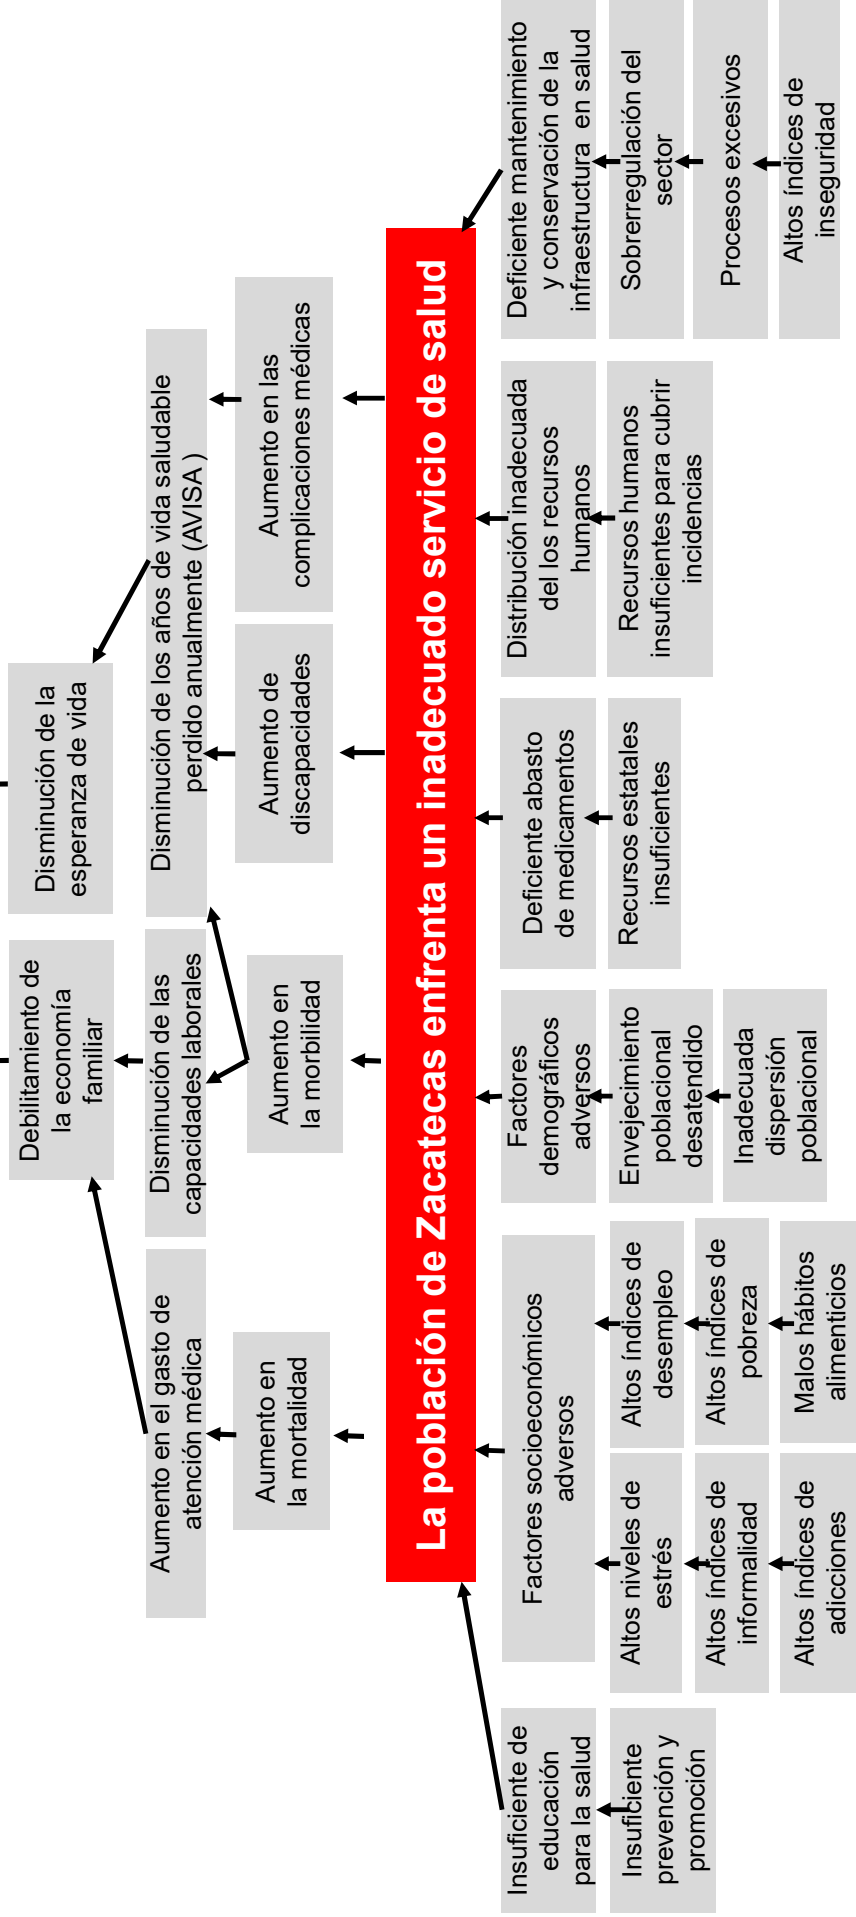 Disminución de la
esperanza de vida
Debilitamiento de
la economía
familiar
Aumento en el gasto de
atención médica
Disminución de las
capacidades laborales
Disminución de los años de vida saludable
perdido anualmente (AVISA )
Aumento en
la mortalidad
Aumento en
la morbilidad
Aumento de
discapacidades
Aumento en las
complicaciones médicas
La población de Zacatecas enfrenta un inadecuado servicio de salud
Insuficiente de
educación
para la salud
Insuficiente
prevención y
promoción
Factores socioeconómicos
adversos
Altos niveles de
estrés
Altos índices de
informalidad
Altos índices de
adicciones
Altos índices de
desempleo
Altos índices de
pobreza
Malos hábitos
alimenticios
Factores
demográficos
adversos
Envejecimiento
poblacional
desatendido
Inadecuada
dispersión
poblacional
Deficiente abasto
de medicamentos
Recursos estatales
insuficientes
Distribución inadecuada
del los recursos
humanos
Recursos humanos
insuficientes para cubrir
incidencias
Deficiente mantenimiento
y conservación de la
infraestructura en salud
Sobrerregulación del
sector
Procesos excesivos
Altos índices de
inseguridad